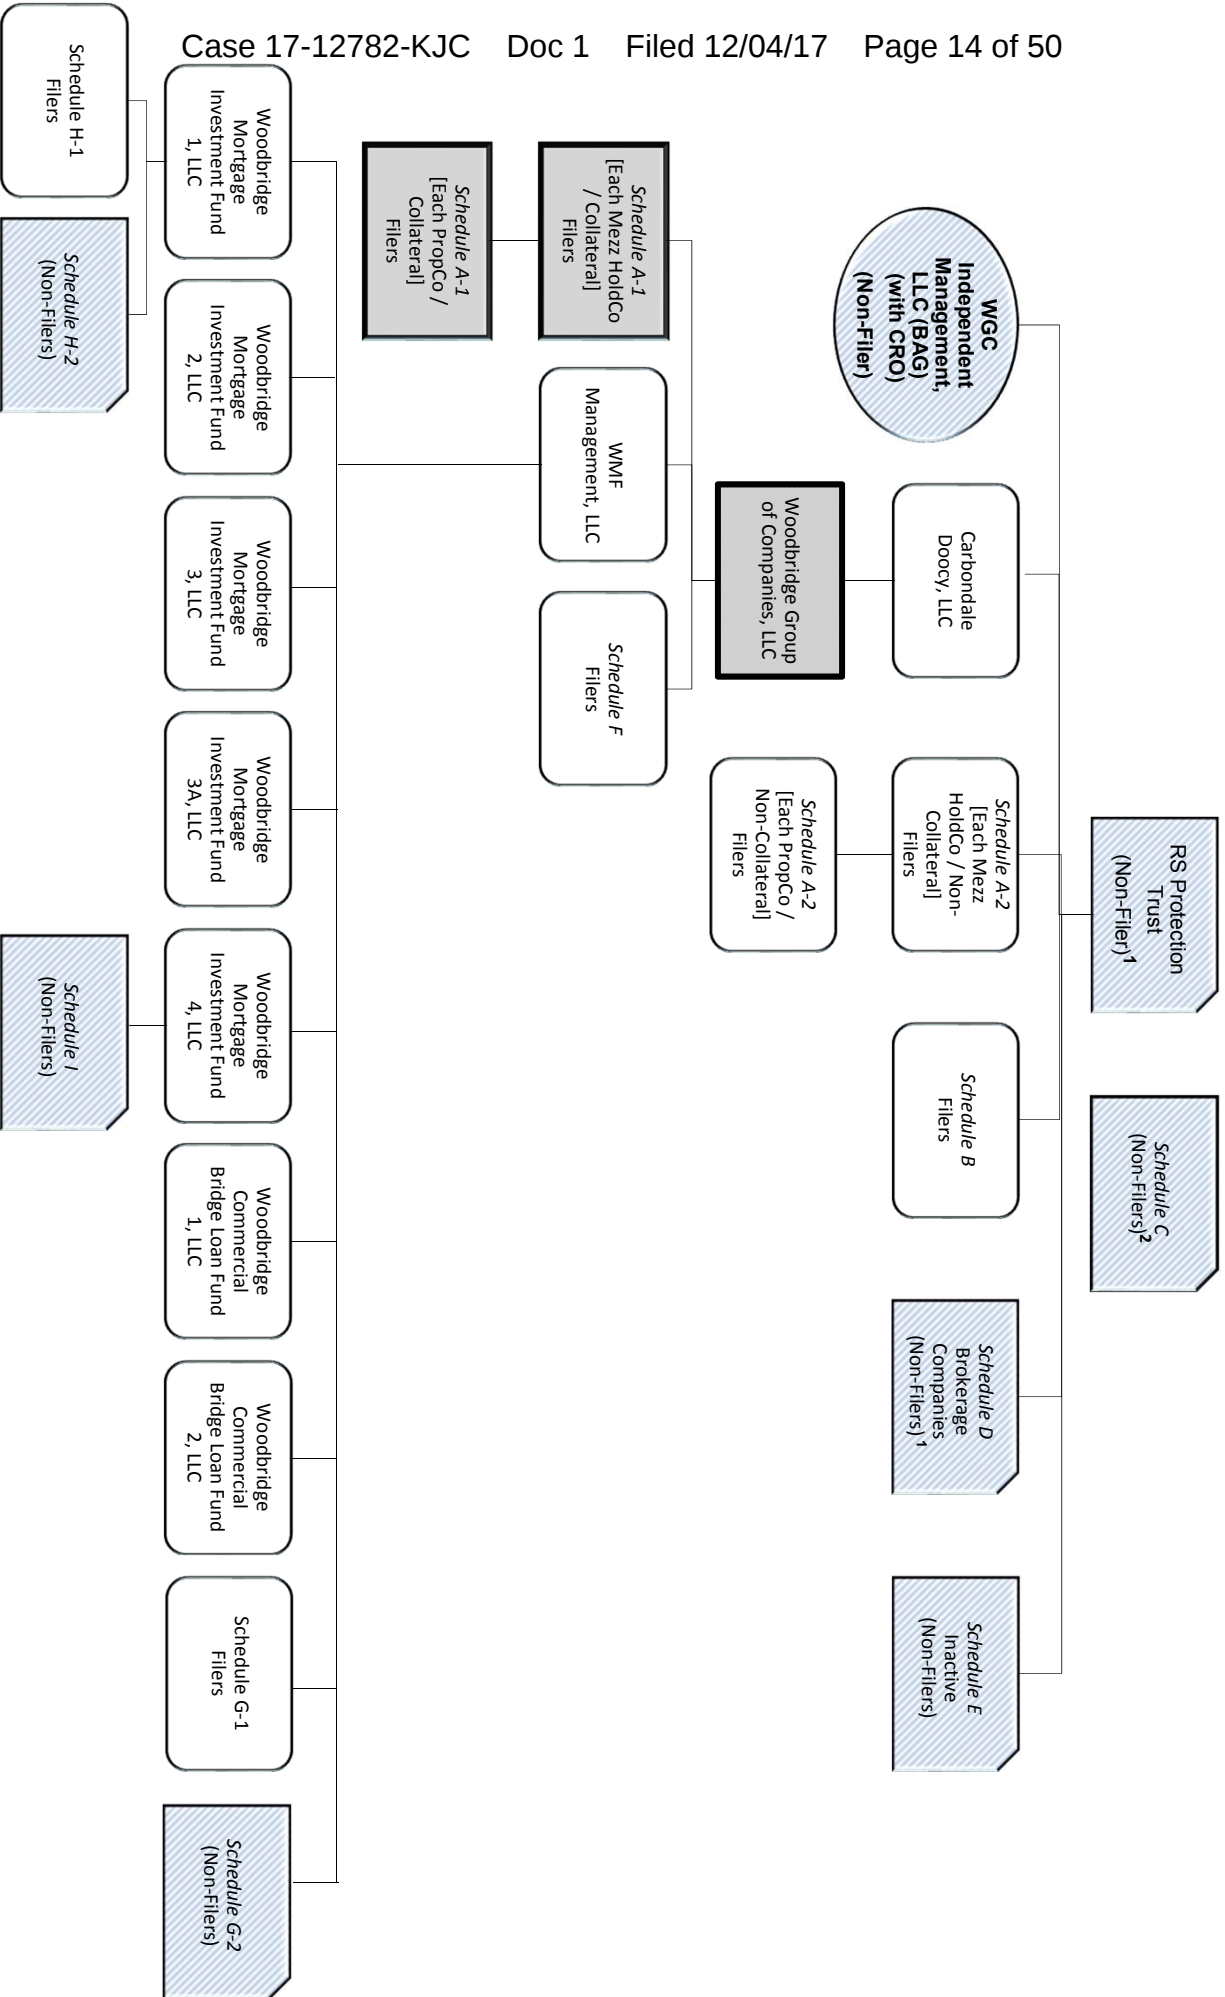 Case 17-12782-KJC Doc 1 Filed 12/04/17 Page 14 of 50
RS Protection
Trust
(Non-Filer)1
Schedule C
(Non-Filers)2
WGC
Independent
Management,
LLC (BAG)
(with CRO)
(Non-Filer)
Carbondale
Doocy, LLC
Schedule A-2
[Each Mezz
HoldCo / Non-
Collateral]
Filers
Schedule B
Filers
Schedule D
Brokerage
Companies
(Non-Filers) 1
Schedule E
Inactive
(Non-Filers)
Woodbridge Group
of Companies, LLC
Schedule A-2
[Each PropCo /
Non-Collateral]
Filers
Schedule A-1
[Each Mezz HoldCo
/ Collateral]
Filers
WMF
Management, LLC
Schedule F
Filers
Schedule A-1
[Each PropCo /
Collateral]
Filers
Woodbridge
Mortgage
Investment Fund
1, LLC
Woodbridge
Mortgage
Investment Fund
2, LLC
Woodbridge
Mortgage
Investment Fund
3, LLC
Woodbridge
Mortgage
Investment Fund
3A, LLC
Woodbridge
Mortgage
Investment Fund
4, LLC
Woodbridge
Commercial
Bridge Loan Fund
1, LLC
Woodbridge
Commercial
Bridge Loan Fund
2, LLC
Schedule G-1
Filers
Schedule G-2
(Non-Filers)
Schedule H-1
Filers
Schedule H-2
(Non-Filers)
Schedule I
(Non-Filers)